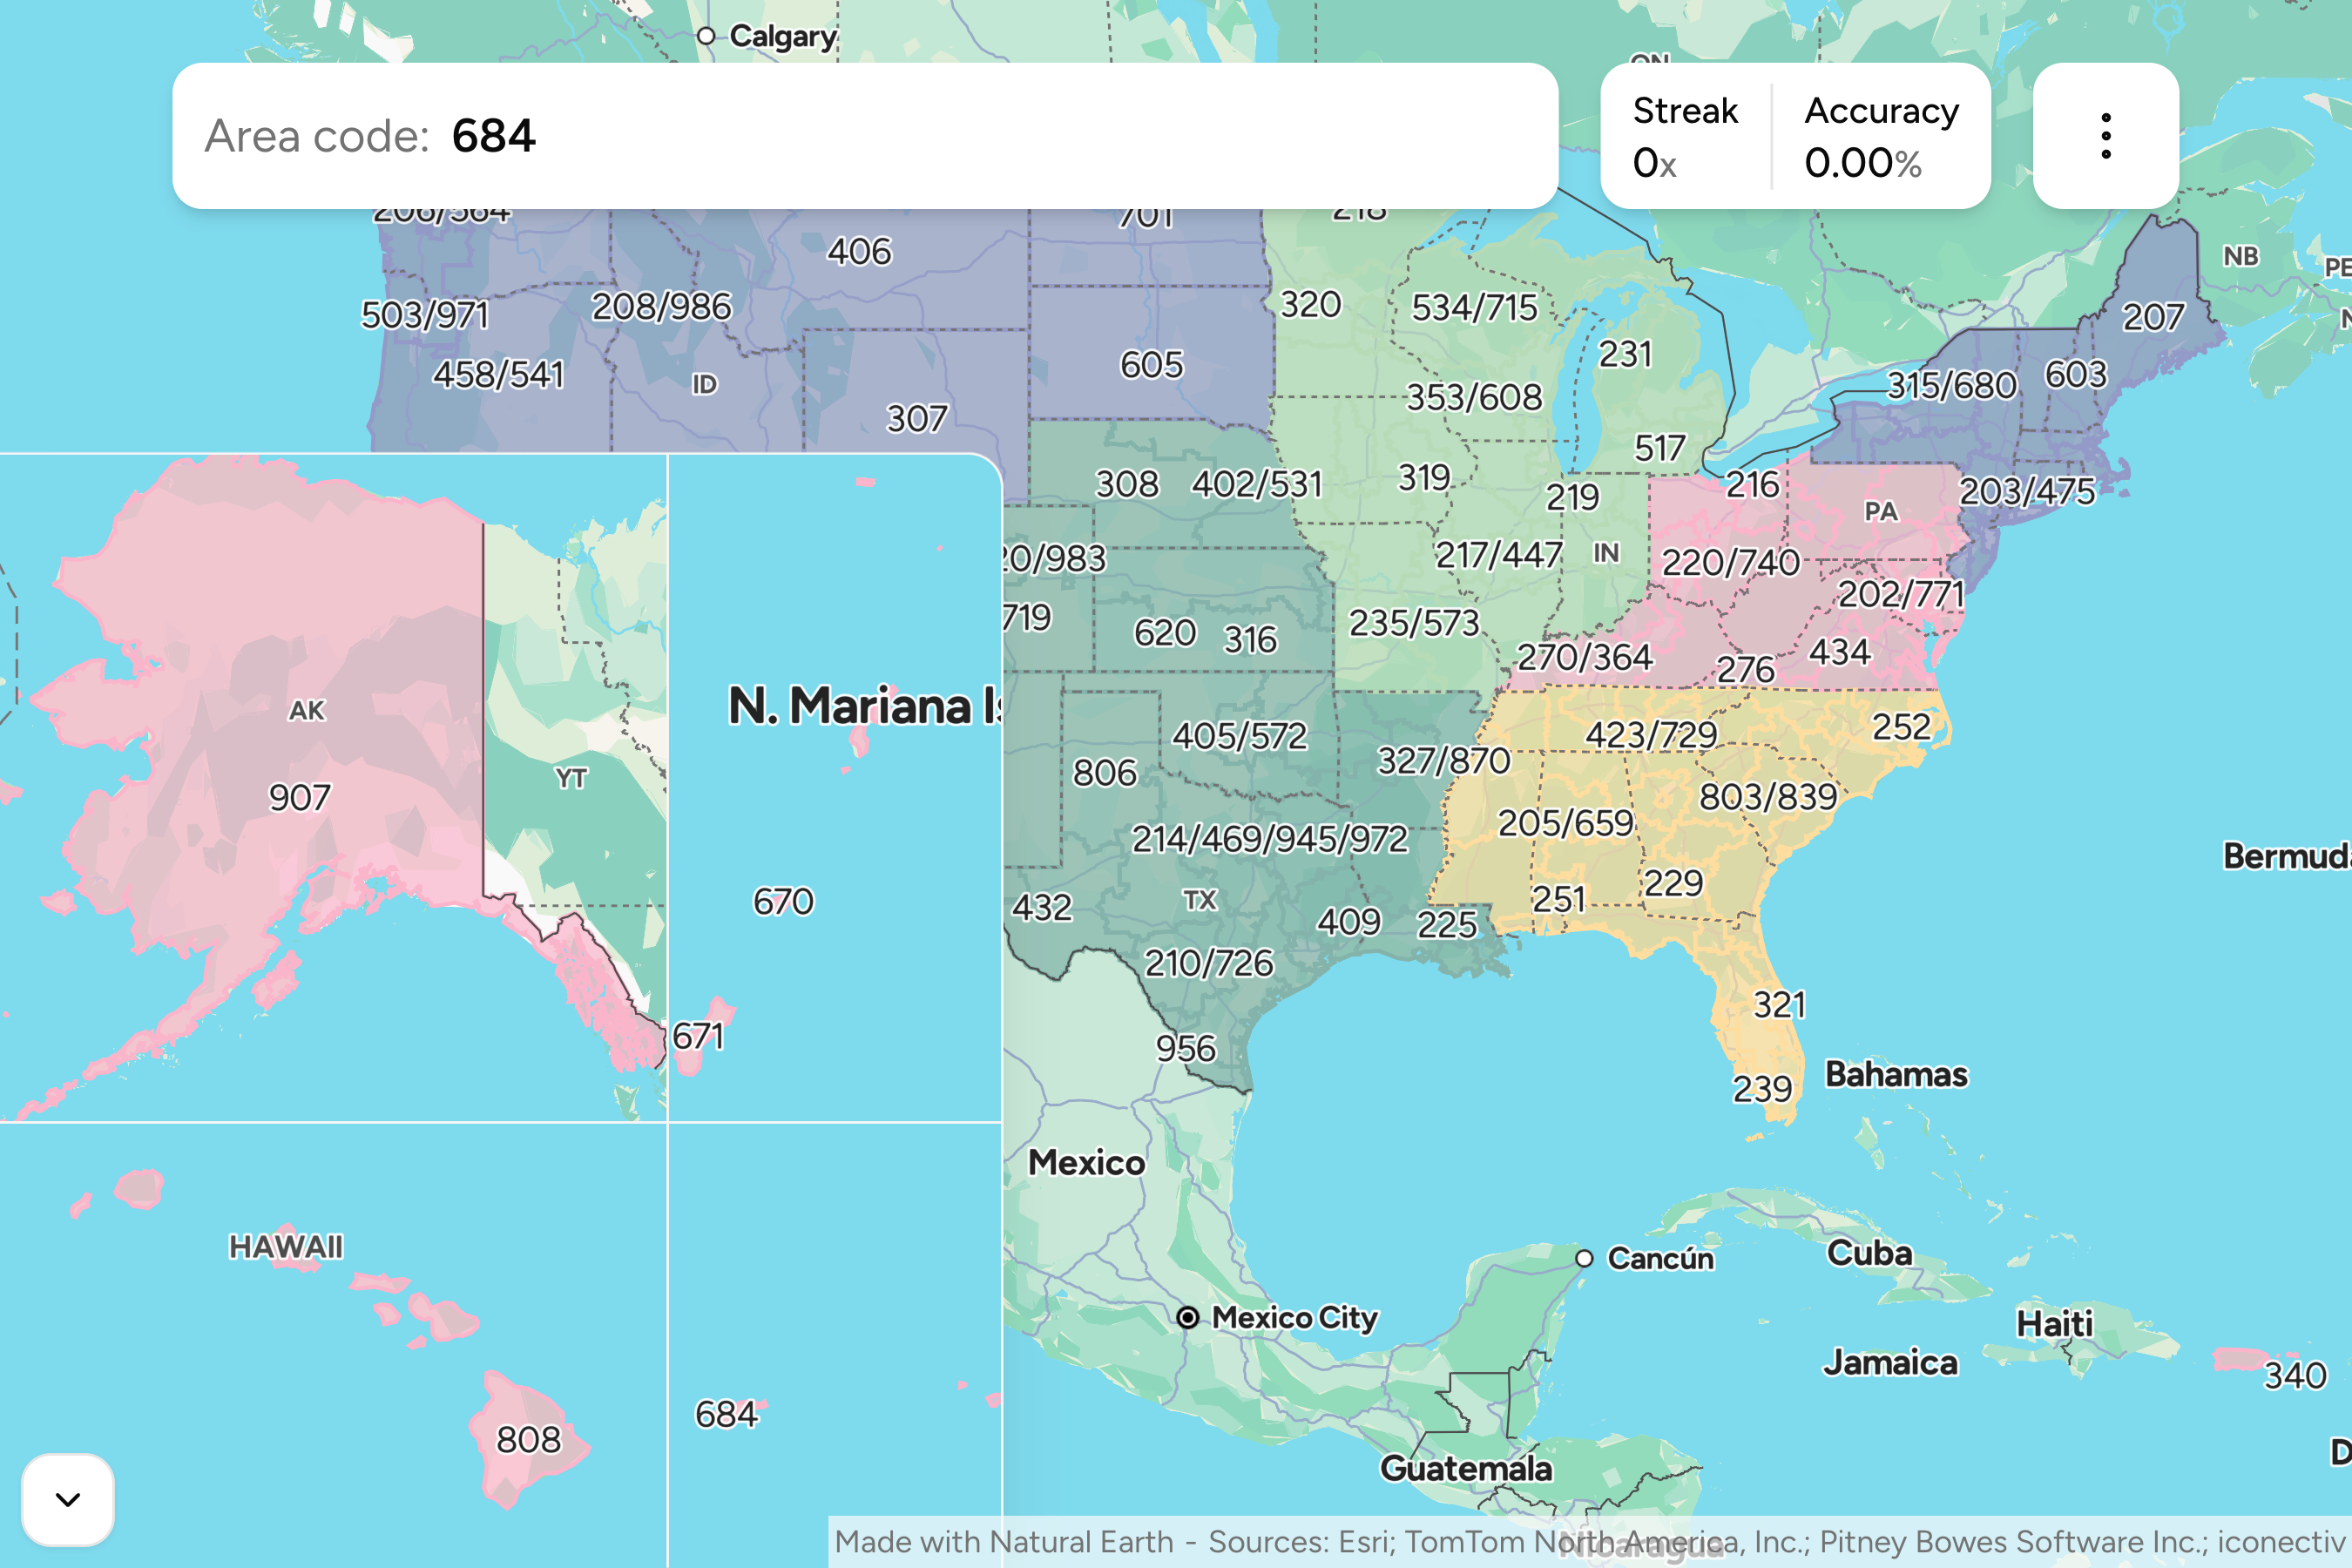 Calgary
ON
Area code: 684
Streak
0x
Accuracy
0.00%
206/564
701
218
406
NB
503/971
208/986
320
534/715
207
458/541
ID
605
231
353/608
315/680
603
307
517
308
402/531
319
219
216
PA
203/475
20/983
217/447
IN
220/740
202/771
719
620
316
235/573
270/364
276
434
AK
N. Mariana Is
405/572
423/729
252
YT
907
806
327/870
803/839
205/659
214/469/945/972
Bermuda
670
432
TX
409
225
251
229
210/726
321
671
956
239
Bahamas
Mexico
HAWAII
Cancún
Cuba
Mexico City
Haiti
Jamaica
340
684
808
Guatemala
Made with Natural Earth - Sources: Esri; TomTom North America, Inc.; Pitney Bowes Software Inc.; iconectiv
Nicaragua